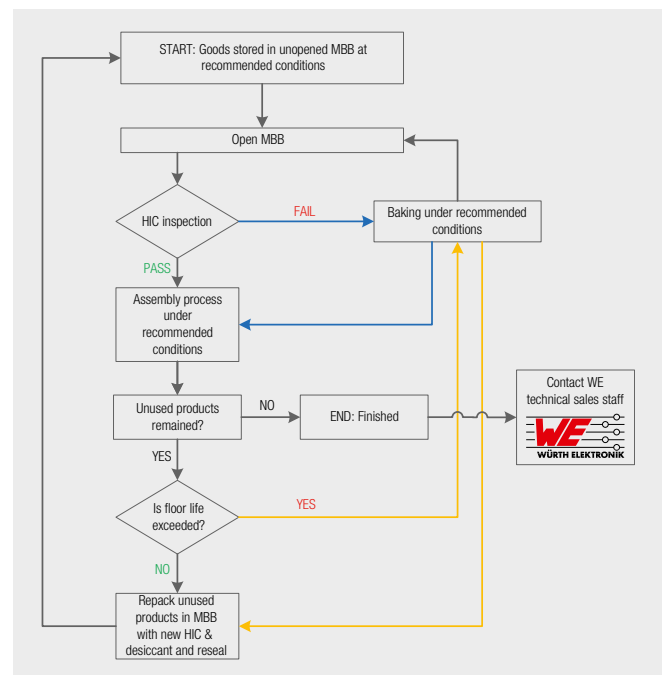 START: Goods stored in unopened MBB at
recommended conditions
Open MBB
HIC inspection
FAIL
Baking under recommended
conditions
PASS
Assembly process
under
recommended
conditions
Unused products
remained?
NO
END: Finished
Contact WE
technical sales staff
WE
WÜRTH ELEKTRONIK
YES
Is floor life
exceeded?
YES
NO
Repack unused
products in MBB
with new HIC &
desiccant and reseal